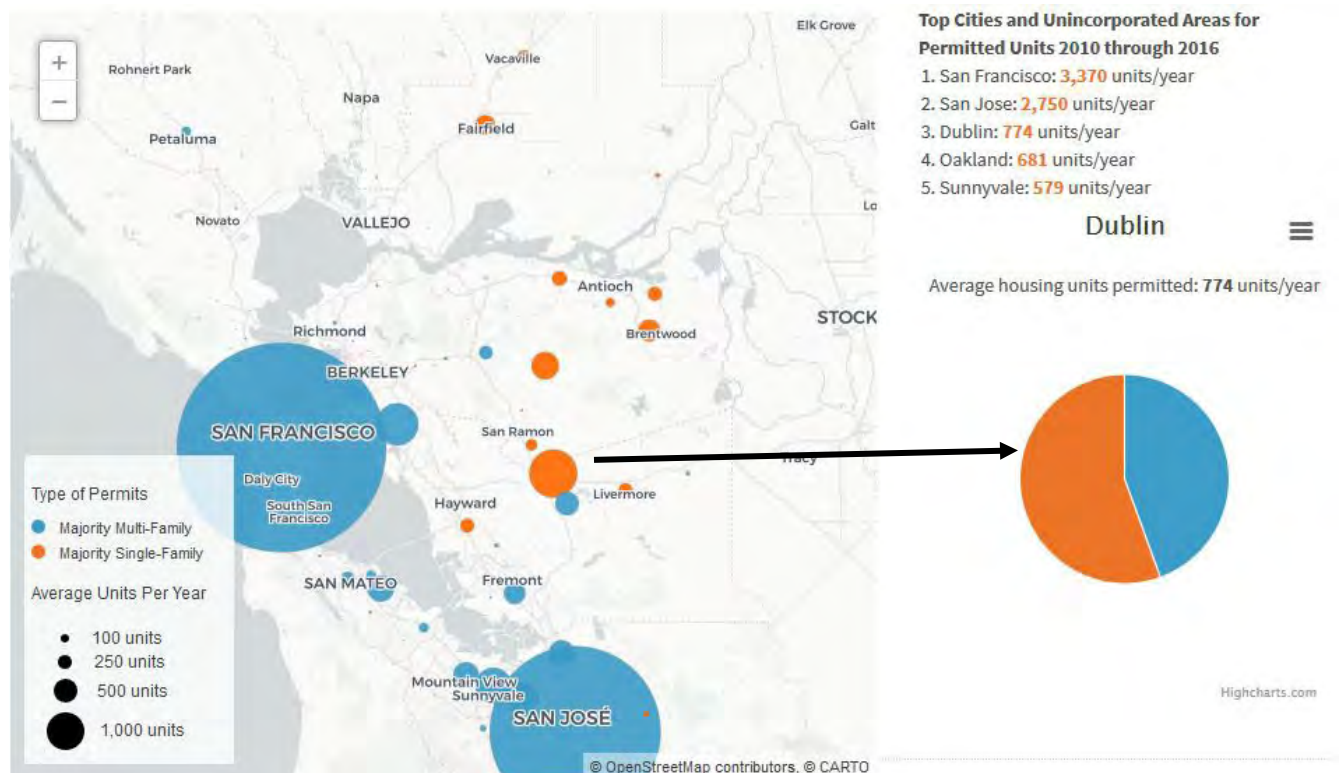 Elk Grove
Vacaville
Rohnert Park
Napa
Galt
Fairfield
Petaluma
Lo
Novato
VALLEJO
Antioch
STOCK
Richmond
Brentwood
BERKELEY
SAN FRANCISCO
San Ramon
Tracy
Daly City
Livermore
Hayward
South San
Francisco
SAN MATEO
Fremont
Mountain View
Sunnyvale
SAN JOSÉ
© OpenStreetMap contributors, © CARTO
+
−
Type of Permits
Majority Multi-Family
Majority Single-Family
Average Units Per Year
100 units
250 units
500 units
1,000 units
Top Cities and Unincorporated Areas for
Permitted Units 2010 through 2016
1. San Francisco: 3,370 units/year
2. San Jose: 2,750 units/year
3. Dublin: 774 units/year
4. Oakland: 681 units/year
5. Sunnyvale: 579 units/year
Dublin
Average housing units permitted: 774 units/year
Highcharts.com